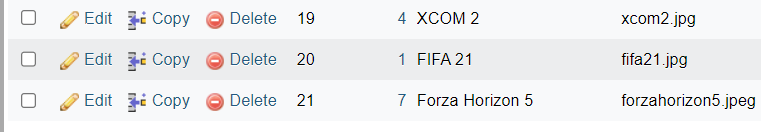 Edit Copy Delete 19 4 XCOM 2 xcom2.jpg
Edit Copy Delete 20 1 FIFA 21 fifa21.jpg
Edit Copy Delete 21 7 Forza Horizon 5 forzahorizon5.jpeg